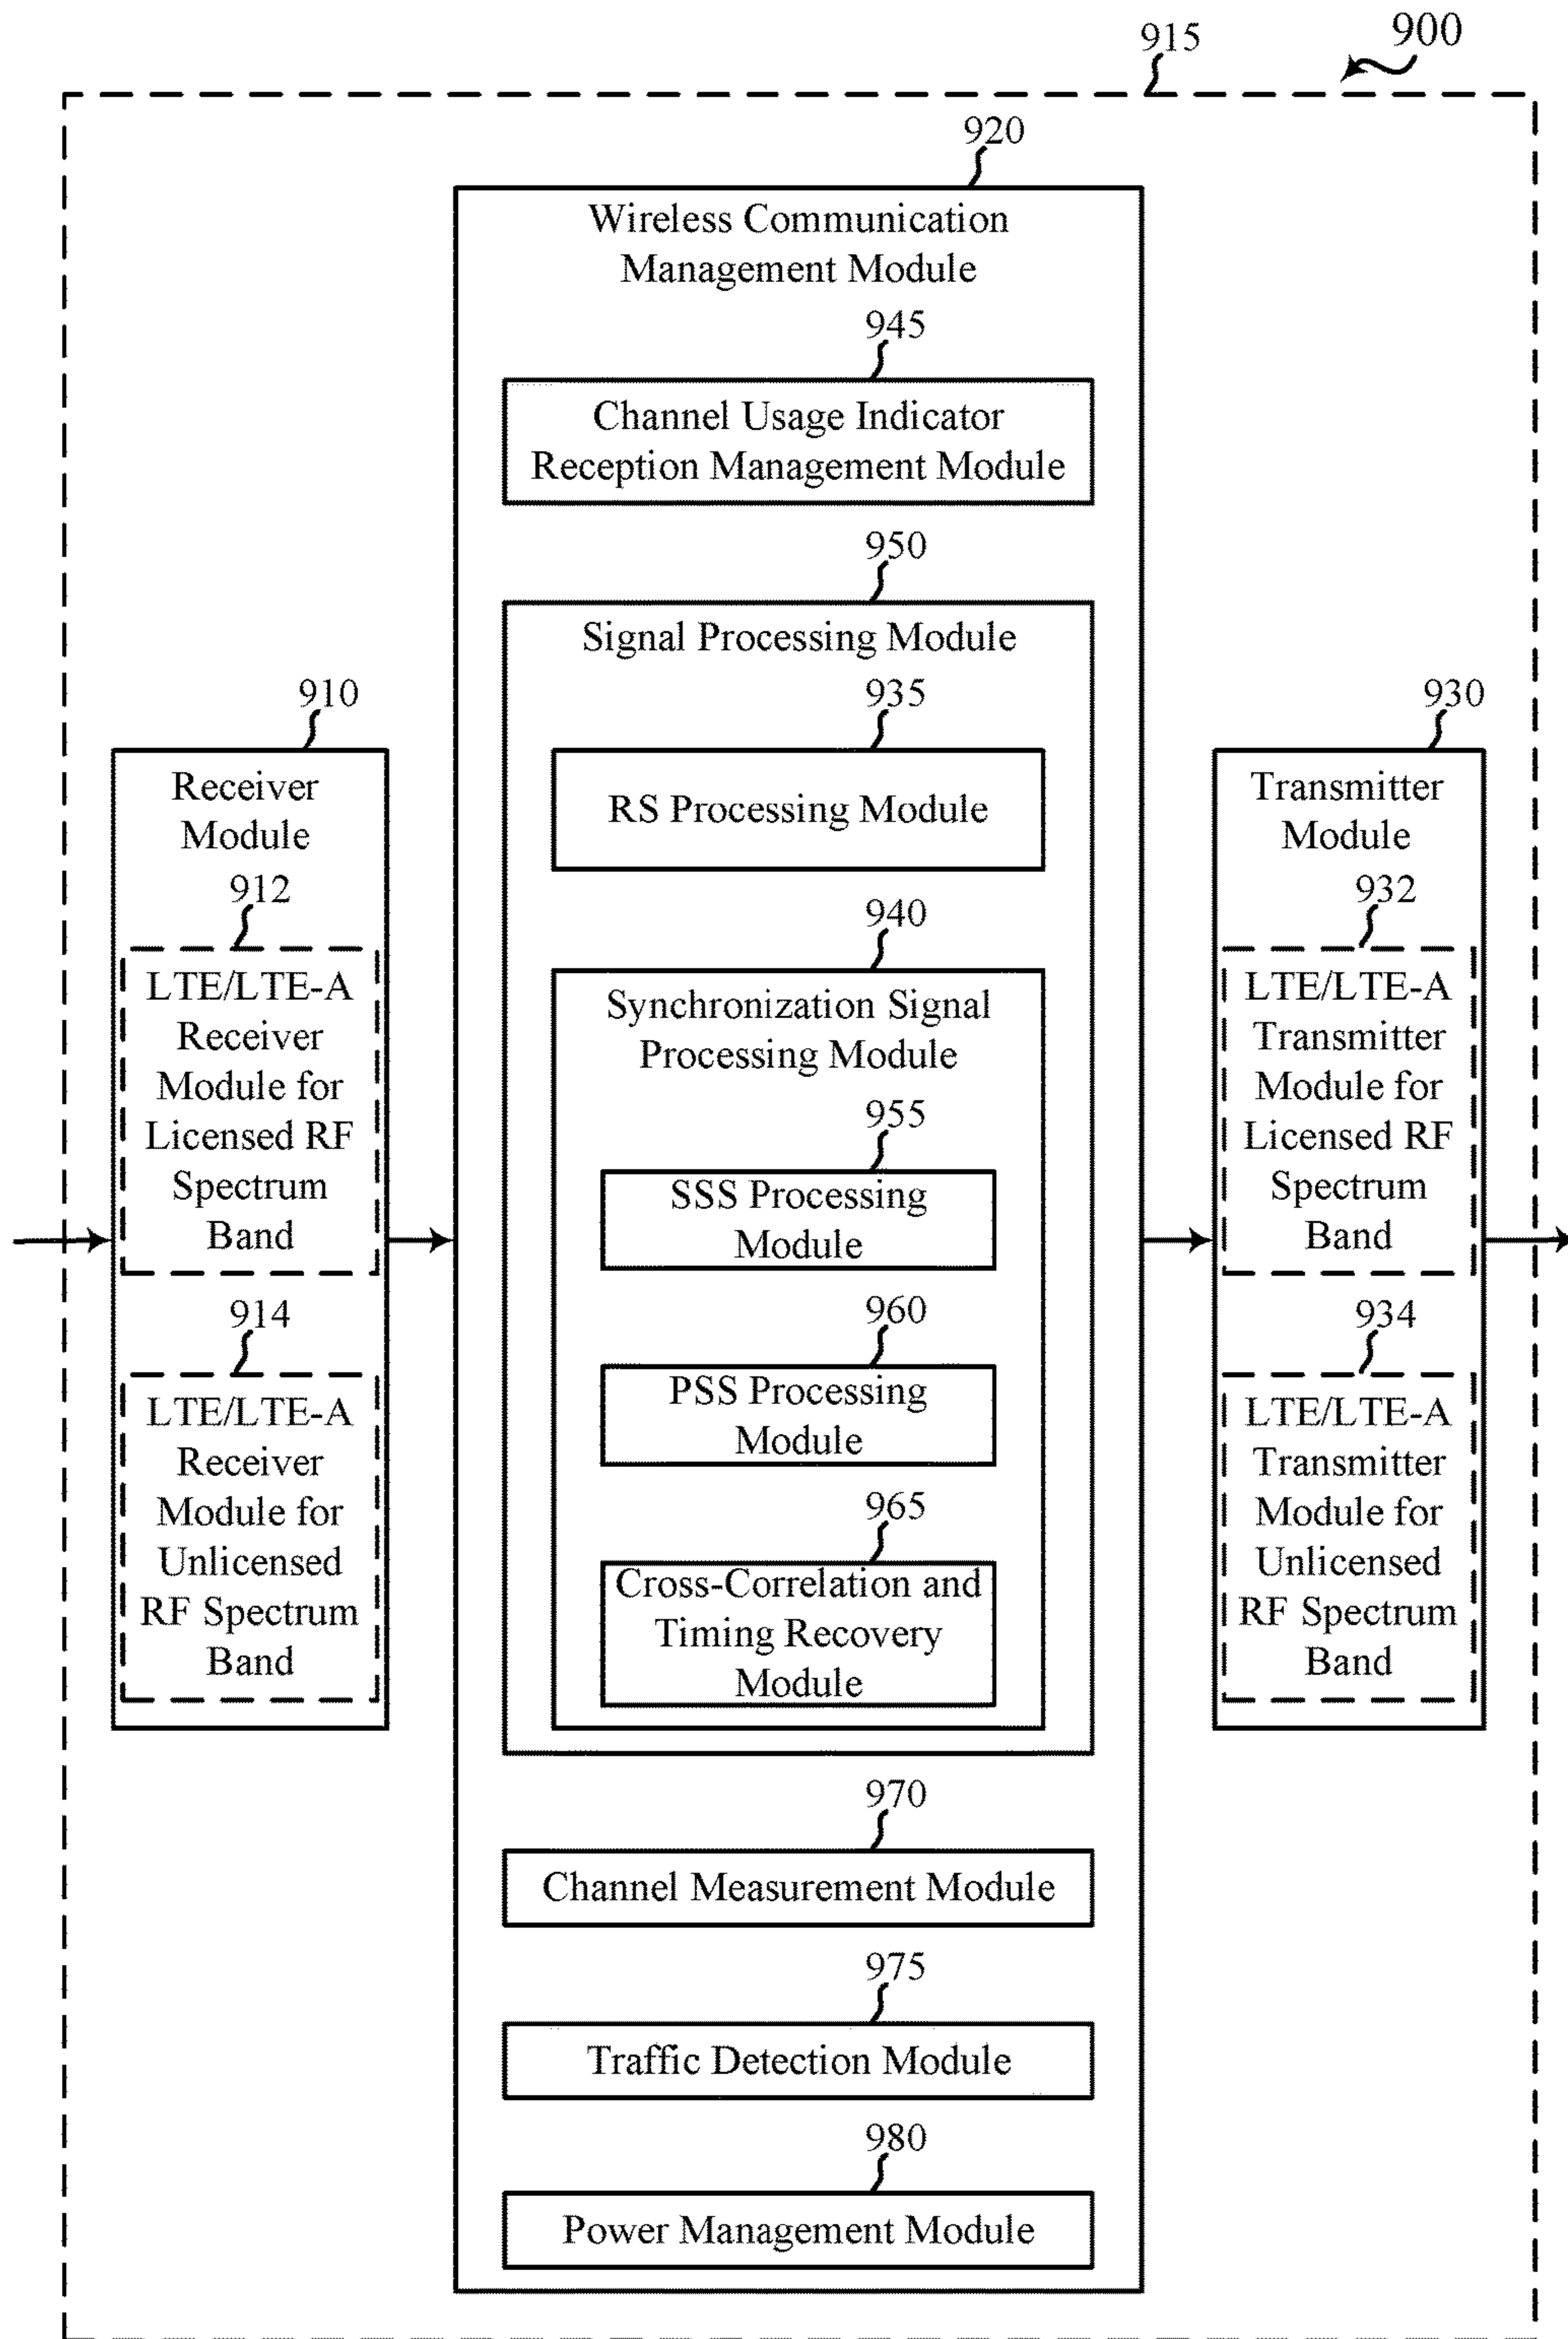 900
915
920
Wireless Communication
Management Module
945
Channel Usage Indicator
Reception Management Module
950
Signal Processing Module
935
RS Processing Module
940
Synchronization Signal
Processing Module
955
SSS Processing
Module
960
PSS Processing
Module
965
Cross-Correlation and
Timing Recovery
Module
970
Channel Measurement Module
975
Traffic Detection Module
980
Power Management Module
910
Receiver
Module
912
LTE/LTE-A
Receiver
Module for
Licensed RF
Spectrum
Band
914
LTE/LTE-A
Receiver
Module for
Unlicensed
RF Spectrum
Band
930
Transmitter
Module
932
LTE/LTE-A
Transmitter
Module for
Licensed RF
Spectrum
Band
934
LTE/LTE-A
Transmitter
Module for
Unlicensed
RF Spectrum
Band